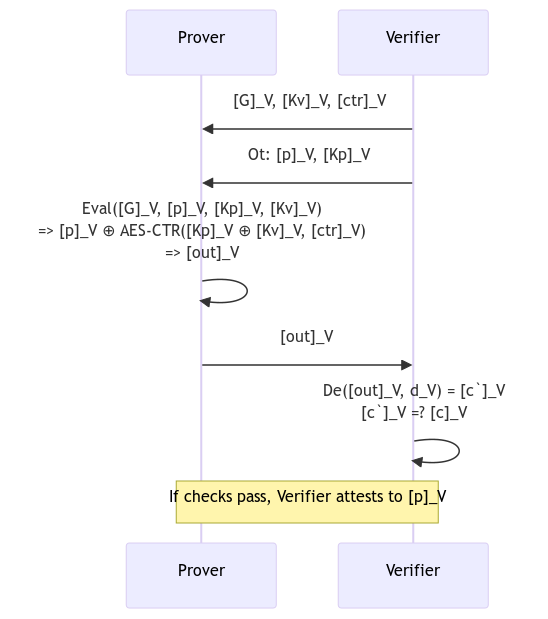 Prover
Verifier
[G]_V, [Kv]_V, [ctr]_V
Ot: [p]_V, [Kp]_V
Eval([G]_V, [p]_V, [Kp]_V, [Kv]_V)
=> [p]_V ⊕ AES-CTR([Kp]_V ⊕ [Kv]_V, [ctr]_V)
=> [out]_V
[out]_V
De([out]_V, d_V) = [c`]_V
[c`]_V =? [c]_V
If checks pass, Verifier attests to [p]_V
Prover
Verifier